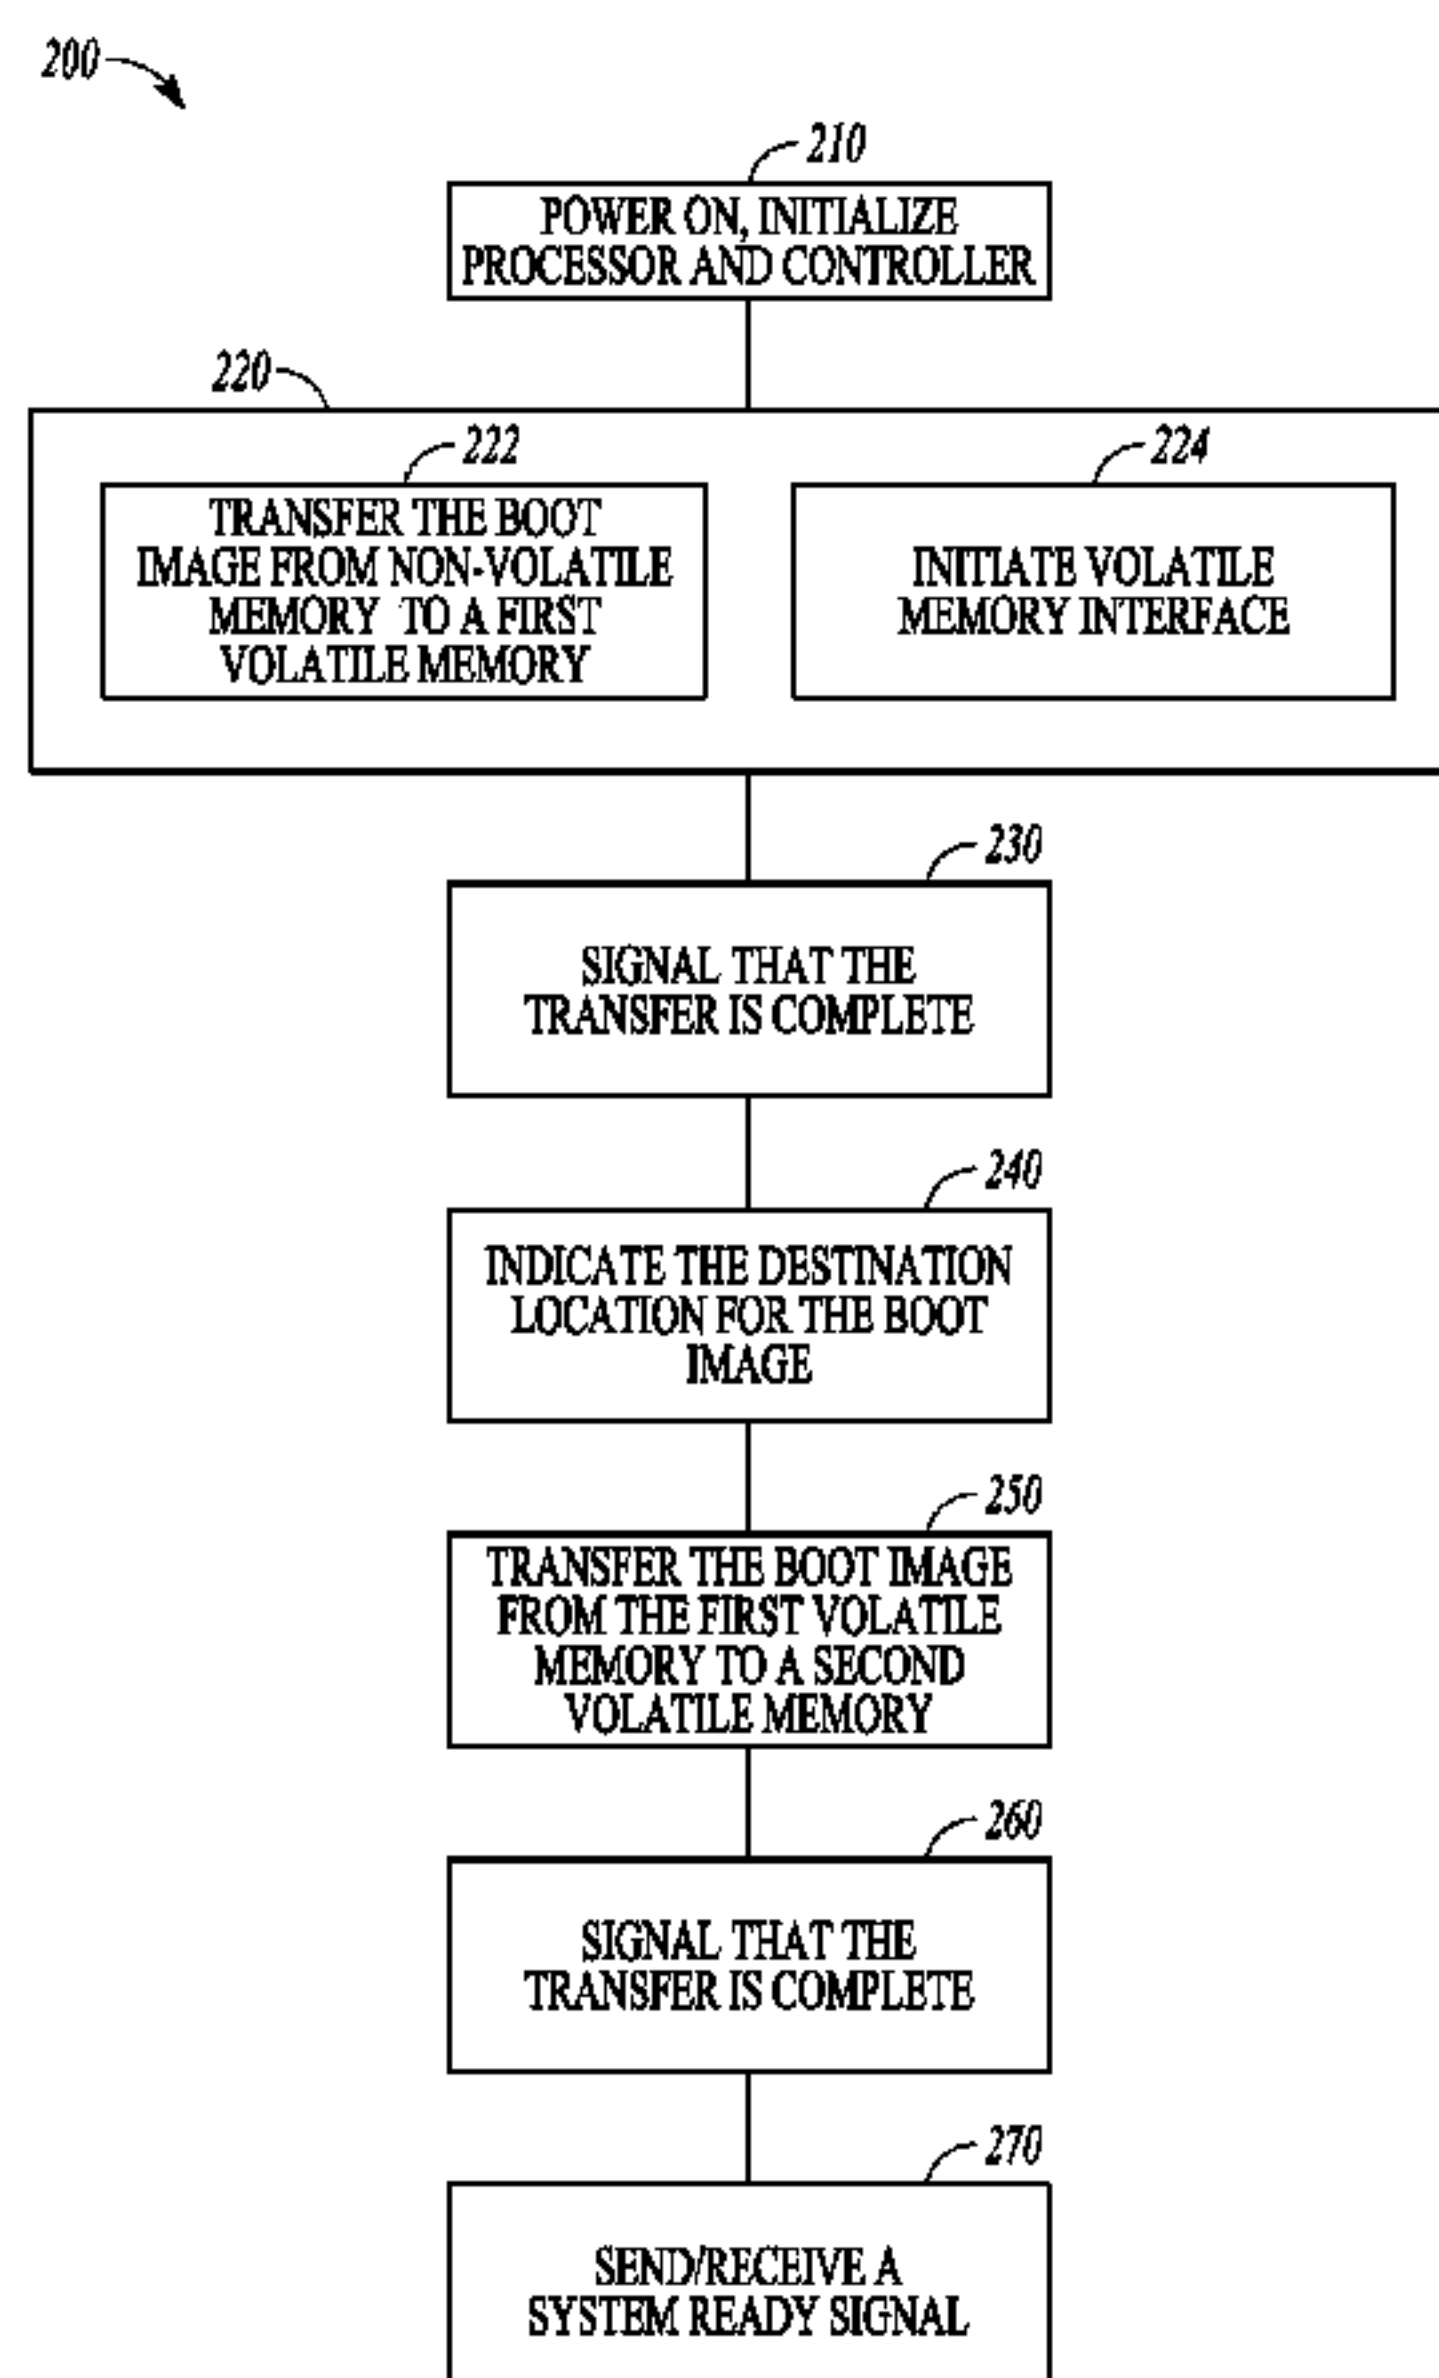 200
210
POWER ON, INITIALIZE
PROCESSOR AND CONTROLLER
220
222
TRANSFER THE BOOT
IMAGE FROM NON-VOLATILE
MEMORY TO A FIRST
VOLATILE MEMORY
224
INITIATE VOLATILE
MEMORY INTERFACE
230
SIGNAL THAT THE
TRANSFER IS COMPLETE
240
INDICATE THE DESTINATION
LOCATION FOR THE BOOT
IMAGE
250
TRANSFER THE BOOT IMAGE
FROM THE FIRST VOLATILE
MEMORY TO A SECOND
VOLATILE MEMORY
260
SIGNAL THAT THE
TRANSFER IS COMPLETE
270
SEND/RECEIVE A
SYSTEM READY SIGNAL